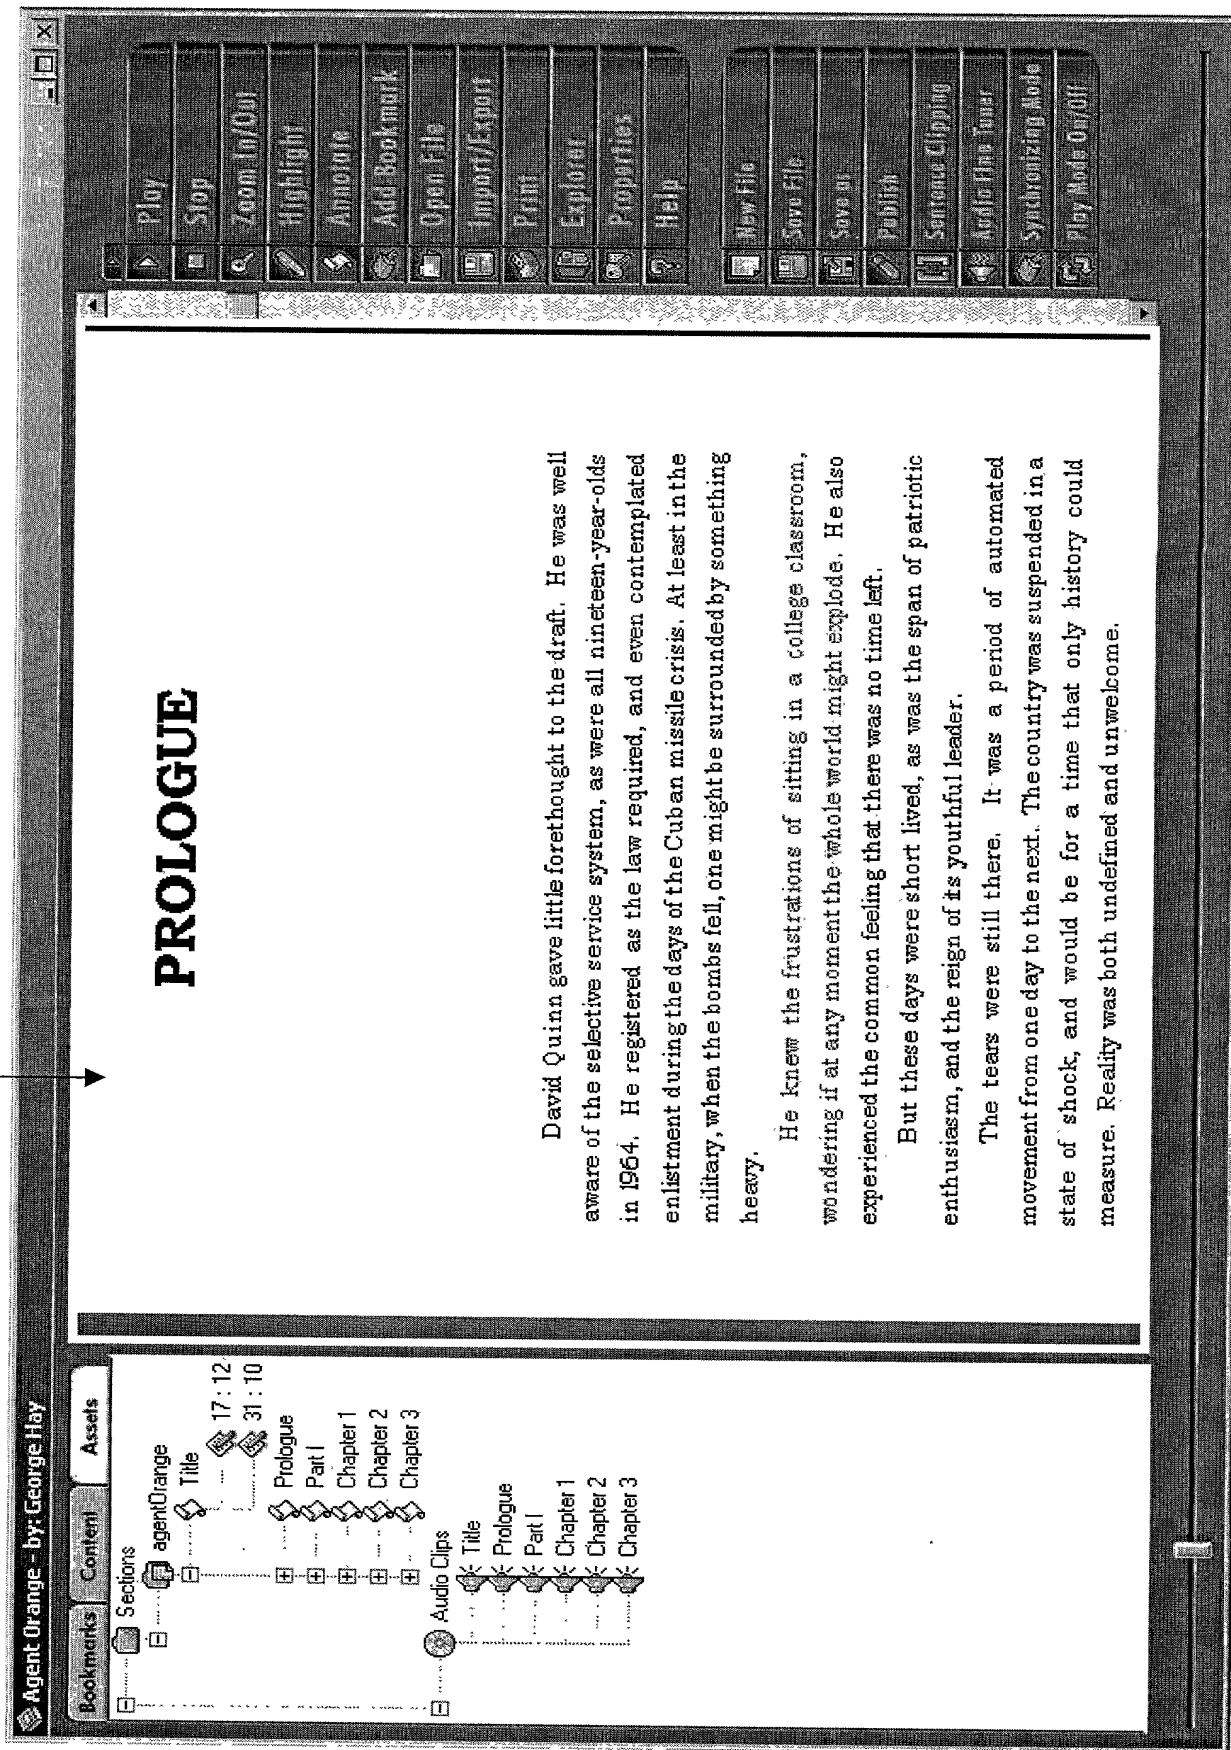 Agent Orange - by: George Hay
Bookmarks
Content
Assets
Sections
agentOrange
Title
17 : 12
31 : 10
Prologue
Part I
Chapter 1
Chapter 2
Chapter 3
Audio Clips
Title
Prologue
Part I
Chapter 1
Chapter 2
Chapter 3
PROLOGUE
David Quinn gave little forethought to the draft. He was well
aware of the selective service system, as were all nineteen-year-olds
in 1964. He registered as the law required, and even contemplated
enlistment during the days of the Cuban missile crisis. At least in the
military, when the bombs fell, one might be surrounded by something
heavy.
He knew the frustrations of sitting in a college classroom,
wondering if at any moment the whole world might explode. He also
experienced the common feeling that there was no time left.
But these days were short lived, as was the span of patriotic
enthusiasm, and the reign of its youthful leader.
The tears were still there. It was a period of automated
movement from one day to the next. The country was suspended in a
state of shock, and would be for a time that only history could
measure. Reality was both undefined and unwelcome.
Play
Stop
Zoom In/Out
Highlight
Annotate
Add Bookmark
Open File
Import/Export
Print
Explorer
Properties
Help
New File
Save File
Save as
Publish
Sentence Clipping
Audio Fine Tuner
Synchronizing Mode
Play Mode On/Off